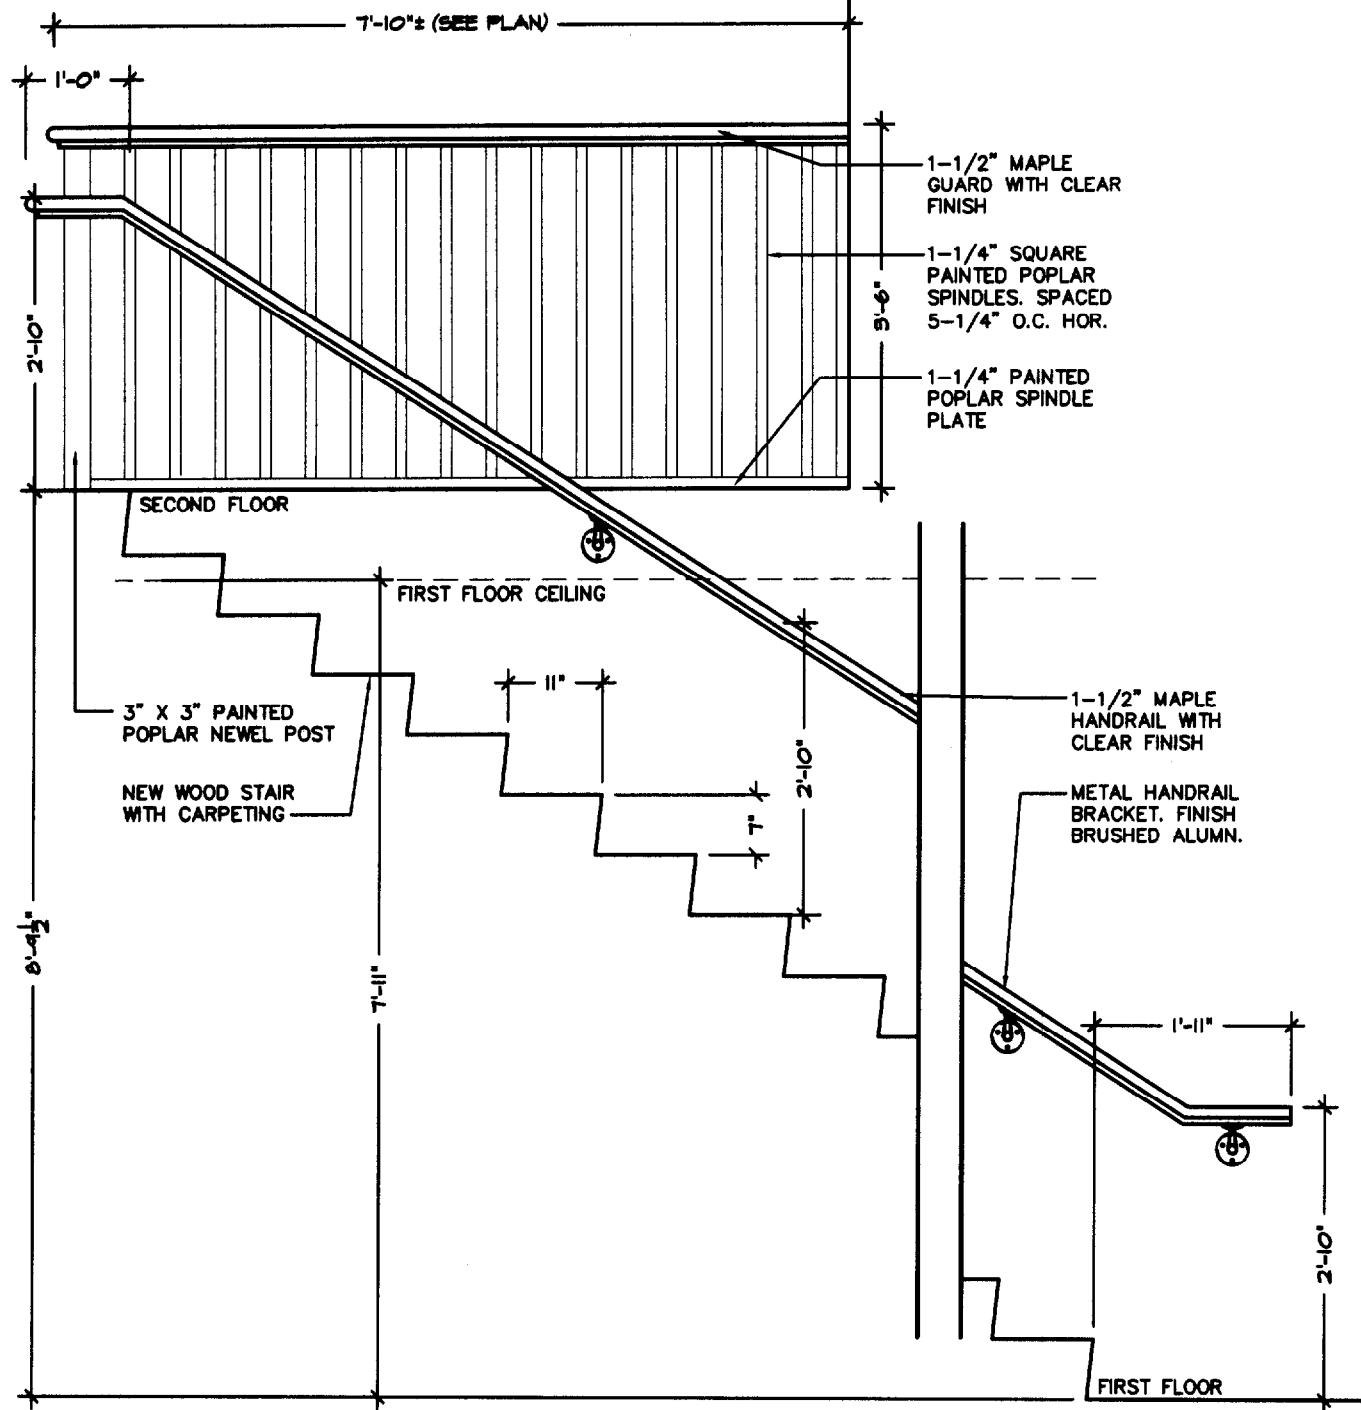 7'-10"± (SEE PLAN)
1'-0"
1-1/2" MAPLE
GUARD WITH CLEAR
FINISH
1-1/4" SQUARE
PAINTED POPLAR
SPINDLES. SPACED
5-1/4" O.C. HOR.
3'-6"
2'-10"
1-1/4" PAINTED
POPLAR SPINDLE
PLATE
SECOND FLOOR
FIRST FLOOR CEILING
11"
3" X 3" PAINTED
POPLAR NEWEL POST
1-1/2" MAPLE
HANDRAIL WITH
CLEAR FINISH
2'-10"
NEW WOOD STAIR
WITH CARPETING
7"
METAL HANDRAIL
BRACKET. FINISH
BRUSHED ALUMN.
8'-9½"
7'-11"
1'-11"
2'-10"
FIRST FLOOR